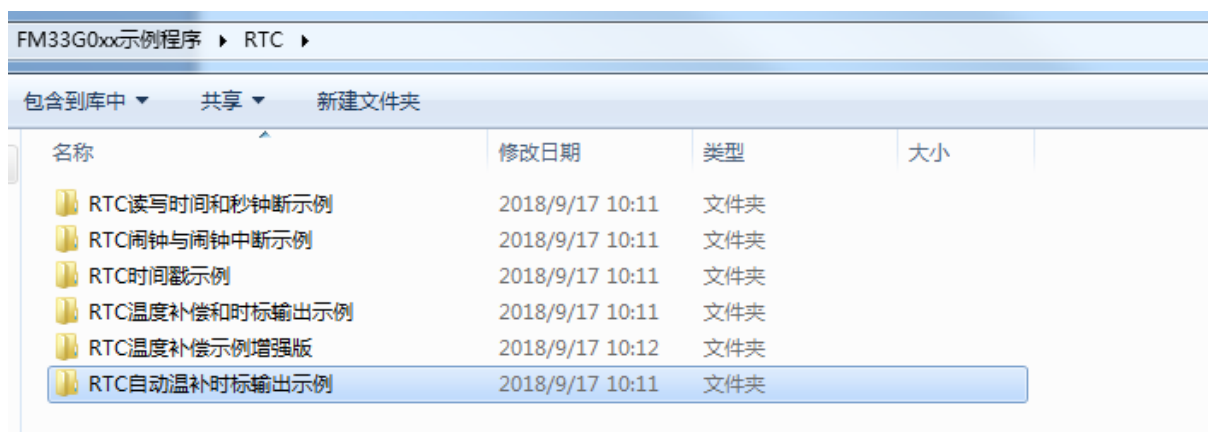 FM33G0xx示例程序 ▸ RTC ▸
包含到库中 ▼ 共享 ▼ 新建文件夹
名称 修改日期 类型 大小
RTC读写时间和秒钟断示例 2018/9/17 10:11 文件夹
RTC闹钟与闹钟中断示例 2018/9/17 10:11 文件夹
RTC时间戳示例 2018/9/17 10:11 文件夹
RTC温度补偿和时标输出示例 2018/9/17 10:11 文件夹
RTC温度补偿示例增强版 2018/9/17 10:12 文件夹
RTC自动温补时标输出示例 2018/9/17 10:11 文件夹